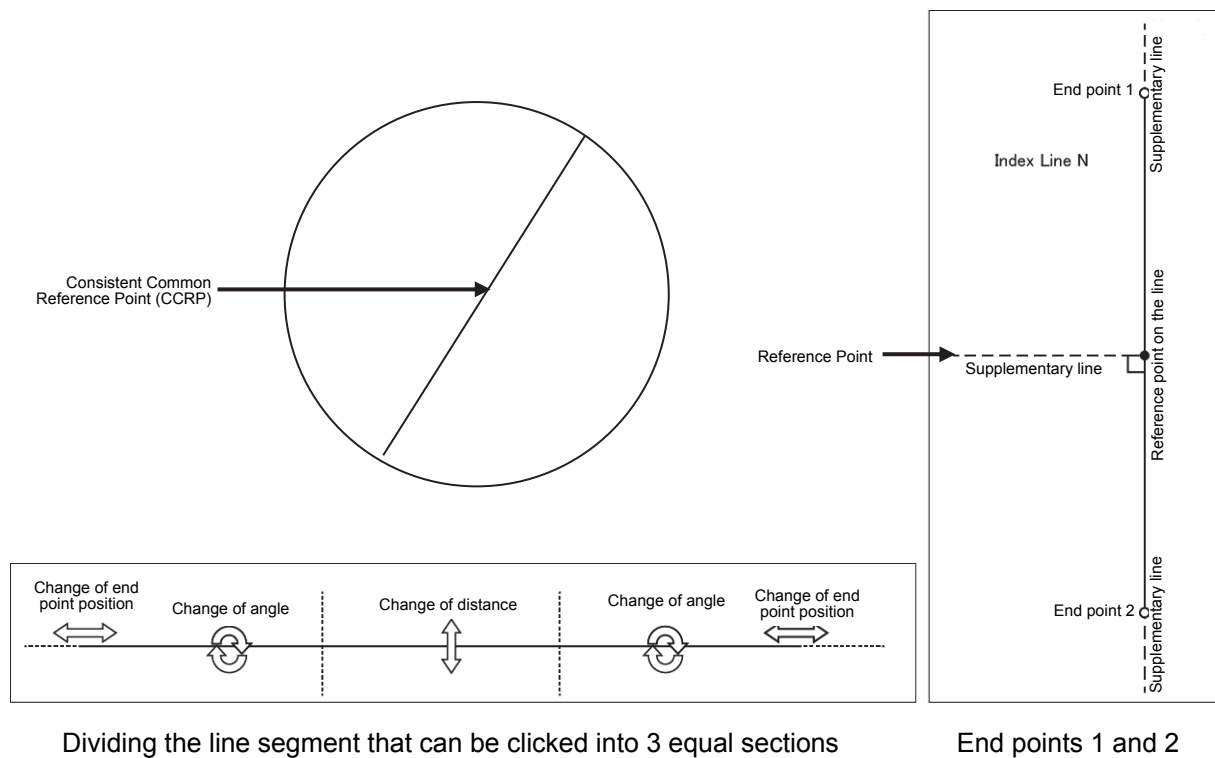 Consistent Common
Reference Point (CCRP)
Change of end
point position
Change of angle
Change of distance
Change of angle
Change of end
point position
Dividing the line segment that can be clicked into 3 equal sections
Supplementary line
End point 1
Index Line N
Reference point on the line
Reference Point
Supplementary line
End point 2
Supplementary line
End points 1 and 2